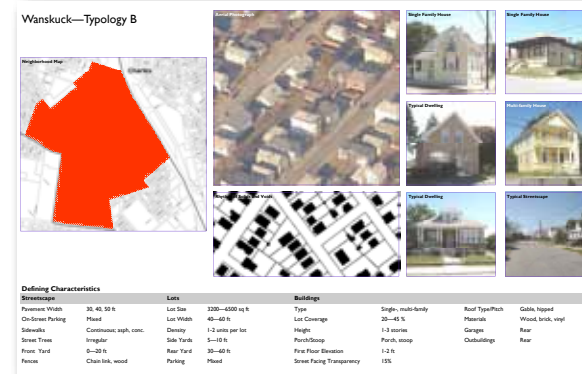 Wanskuck—Typology B
Neighborhood Map
Charles
Aerial Photograph
Single Family House
Single Family House
Typical Dwelling
Multi-family House
Typical Dwelling
Typical Streetscape
Defining Characteristics
Streetscape Lots Buildings
Pavement Width 30, 40, 50 ft Lot Size 3200—6500 sq ft Type Single-, multi-family Roof Type/Pitch Gable, hipped
On-Street Parking Mixed Lot Width 40—60 ft Lot Coverage 20—45 % Materials Wood, brick, vinyl
Sidewalks Continuous; asph, conc. Density 1-2 units per lot Height 1-3 stories Garages Rear
Street Trees Irregular Side Yards 5—10 ft Porch/Stoop Porch, stoop Outbuildings Rear
Front Yard 0—20 ft Rear Yard 30—60 ft First Floor Elevation 1-2 ft
Fences Chain link, wood Parking Mixed Street Facing Transparency 15%